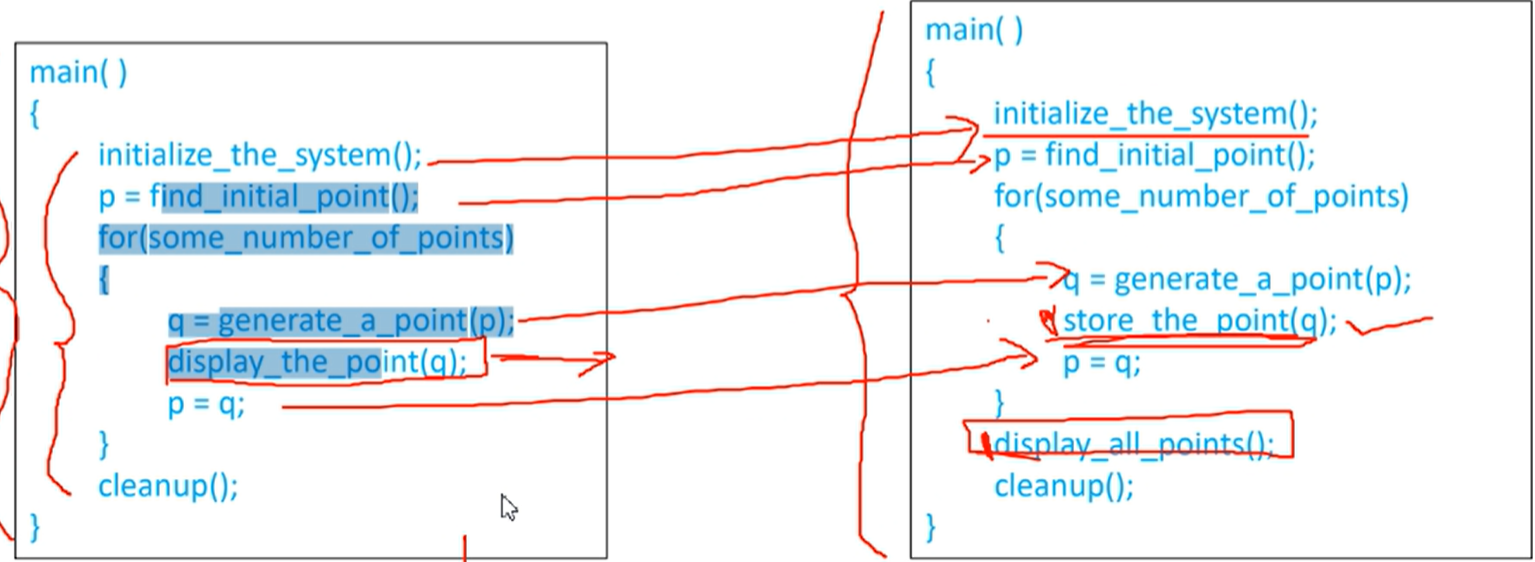 main( )
{
initialize_the_system();
p = find_initial_point();
for(some_number_of_points)
{
q = generate_a_point(p);
display_the_point(q);
p = q;
}
cleanup();
}
main( )
{
initialize_the_system();
p = find_initial_point();
for(some_number_of_points)
{
q = generate_a_point(p);
store_the_point(q);
p = q;
}
display_all_points();
cleanup();
}